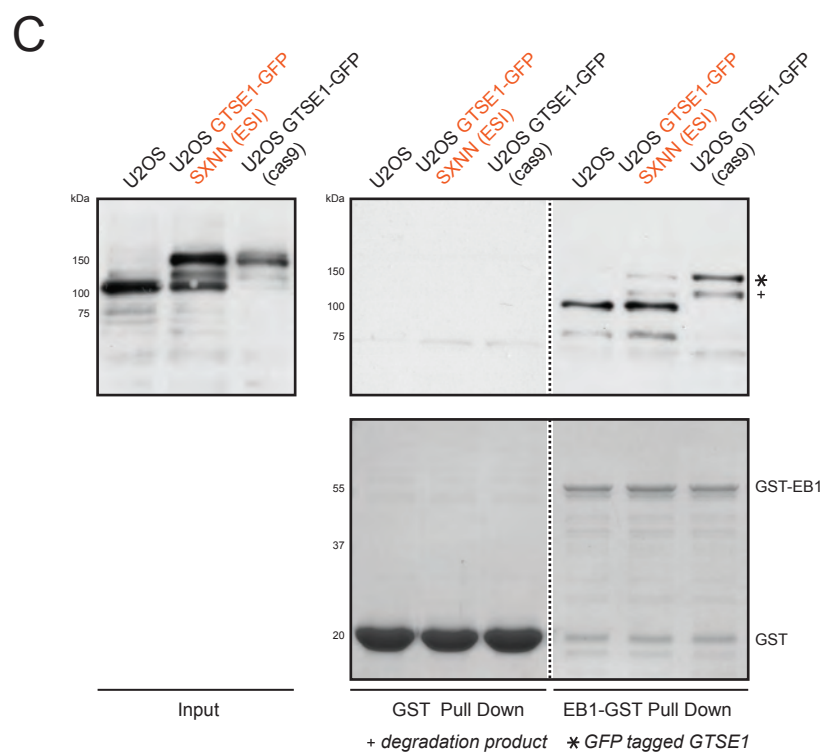 C
U2OS
U2OS GTSE1-GFP
SXNN (ESI)
U2OS GTSE1-GFP
(cas9)
U2OS
U2OS GTSE1-GFP
SXNN (ESI)
U2OS GTSE1-GFP
(cas9)
U2OS
U2OS GTSE1-GFP
SXNN (ESI)
U2OS GTSE1-GFP
(cas9)
kDa
150
100
75
kDa
150
100
75
*
+
55
37
20
GST-EB1
GST
Input
GST Pull Down
EB1-GST Pull Down
+ degradation product
* GFP tagged GTSE1